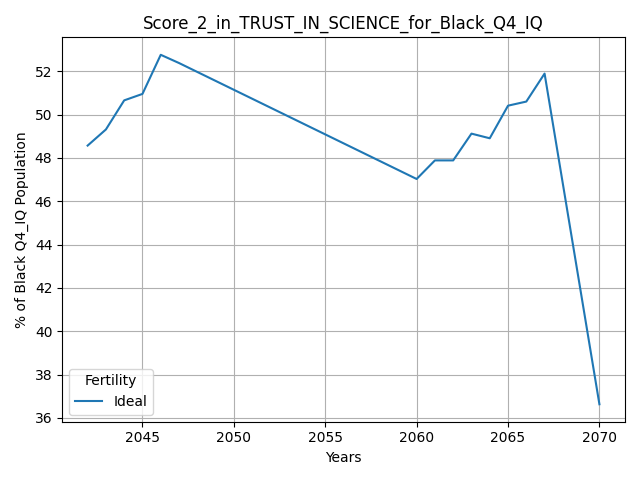 Score_2_in_TRUST_IN_SCIENCE_for_Black_Q4_IQ
% of Black Q4_IQ Population
52
50
48
46
44
42
40
38
36
Fertility
Ideal
2045 2050 2055 2060 2065 2070
Years